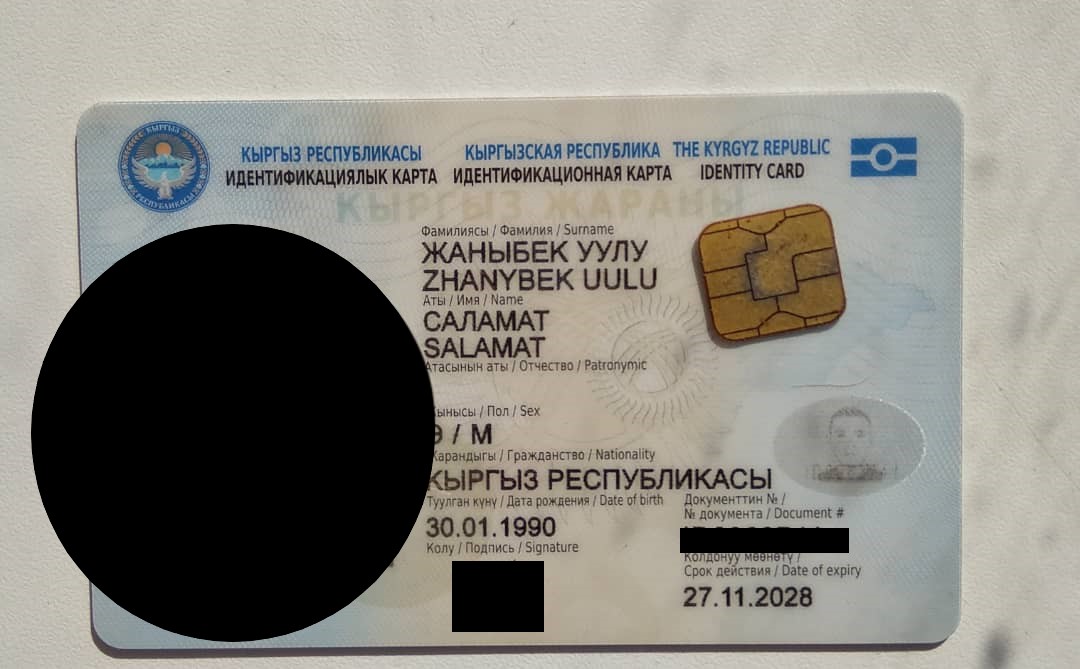 КЫРГЫЗ РЕСПУБЛИКАСЫ КЫРГЫЗСКАЯ РЕСПУБЛИКА THE KYRGYZ REPUBLIC
ИДЕНТИФИКАЦИЯЛЫК КАРТА ИДЕНТИФИКАЦИОННАЯ КАРТА IDENTITY CARD
КЫРГЫЗ ЖАРАНЫ
Фамилиясы / Фамилия / Surname
ЖАНЫБЕК УУЛУ
ZHANYBEK UULU
Аты / Имя / Name
САЛАМАТ
SALAMAT
Атасынын аты / Отчество / Patronymic
/ Пол / Sex
Э / М
/ Гражданство / Nationality
КЫРГЫЗ РЕСПУБЛИКАСЫ
Туулган күнү / Дата рождения / Date of birth
30.01.1990
Колу / Подпись / Signature
Документтин № /
№ документа / Document #
Колдонуу мөөнөтү /
Срок действия / Date of expiry
27.11.2028